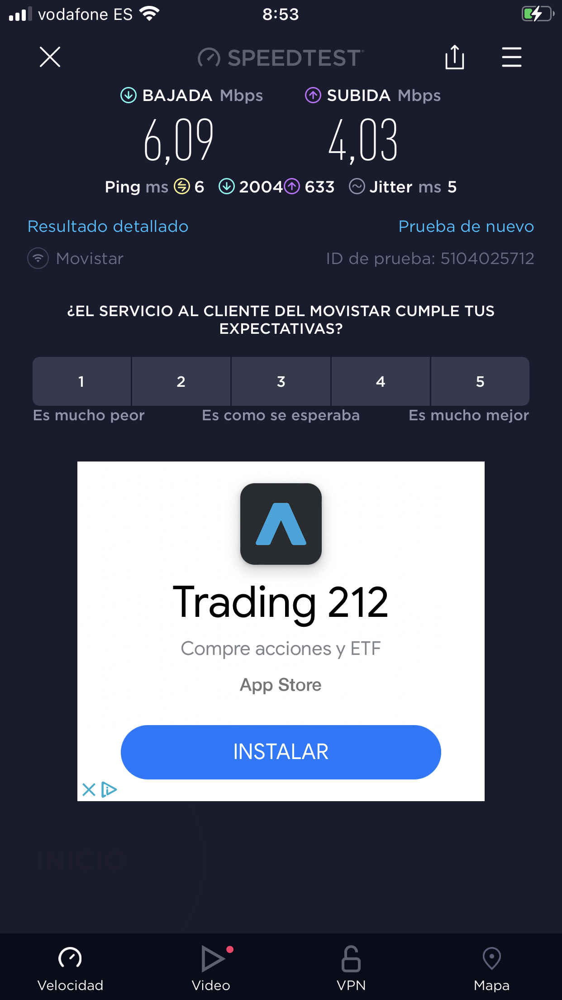 vodafone ES 8:53
SPEEDTEST
BAJADA Mbps SUBIDA Mbps
6,09 4,03
Ping ms 6 2004 633 Jitter ms 5
Resultado detallado Prueba de nuevo
Movistar ID de prueba: 5104025712
¿EL SERVICIO AL CLIENTE DEL MOVISTAR CUMPLE TUS
EXPECTATIVAS?
1 2 3 4 5
Es mucho peor Es como se esperaba Es mucho mejor
Trading 212
Compre acciones y ETF
App Store
INSTALAR
INICIO
Velocidad Video VPN Mapa